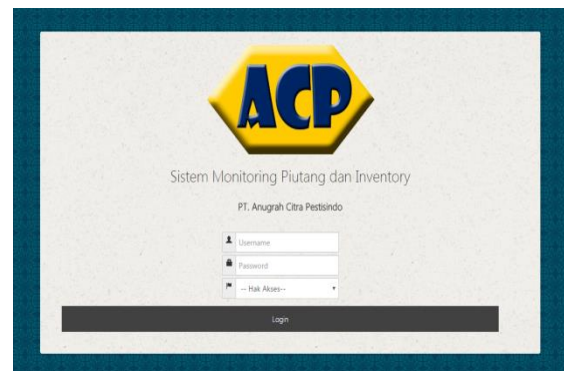 ACP
Sistem Monitoring Piutang dan Inventory
PT. Anugrah Citra Pestisindo
Username
Password
-- Hak Akses--
Login